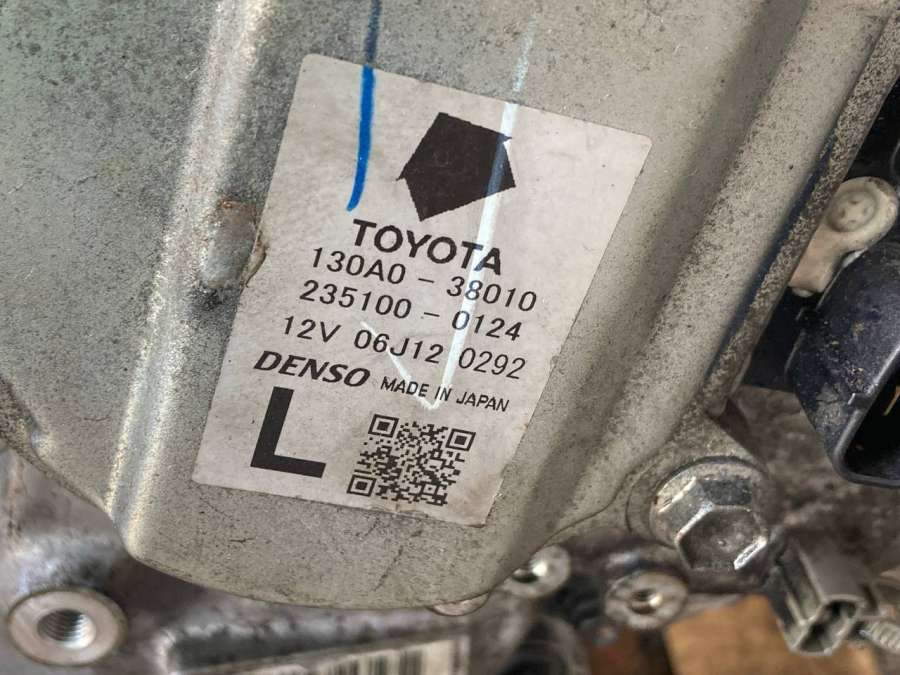 TOYOTA
130A0-38010
235100-0124
12V 06J12 0292
DENSO MADE IN JAPAN
L